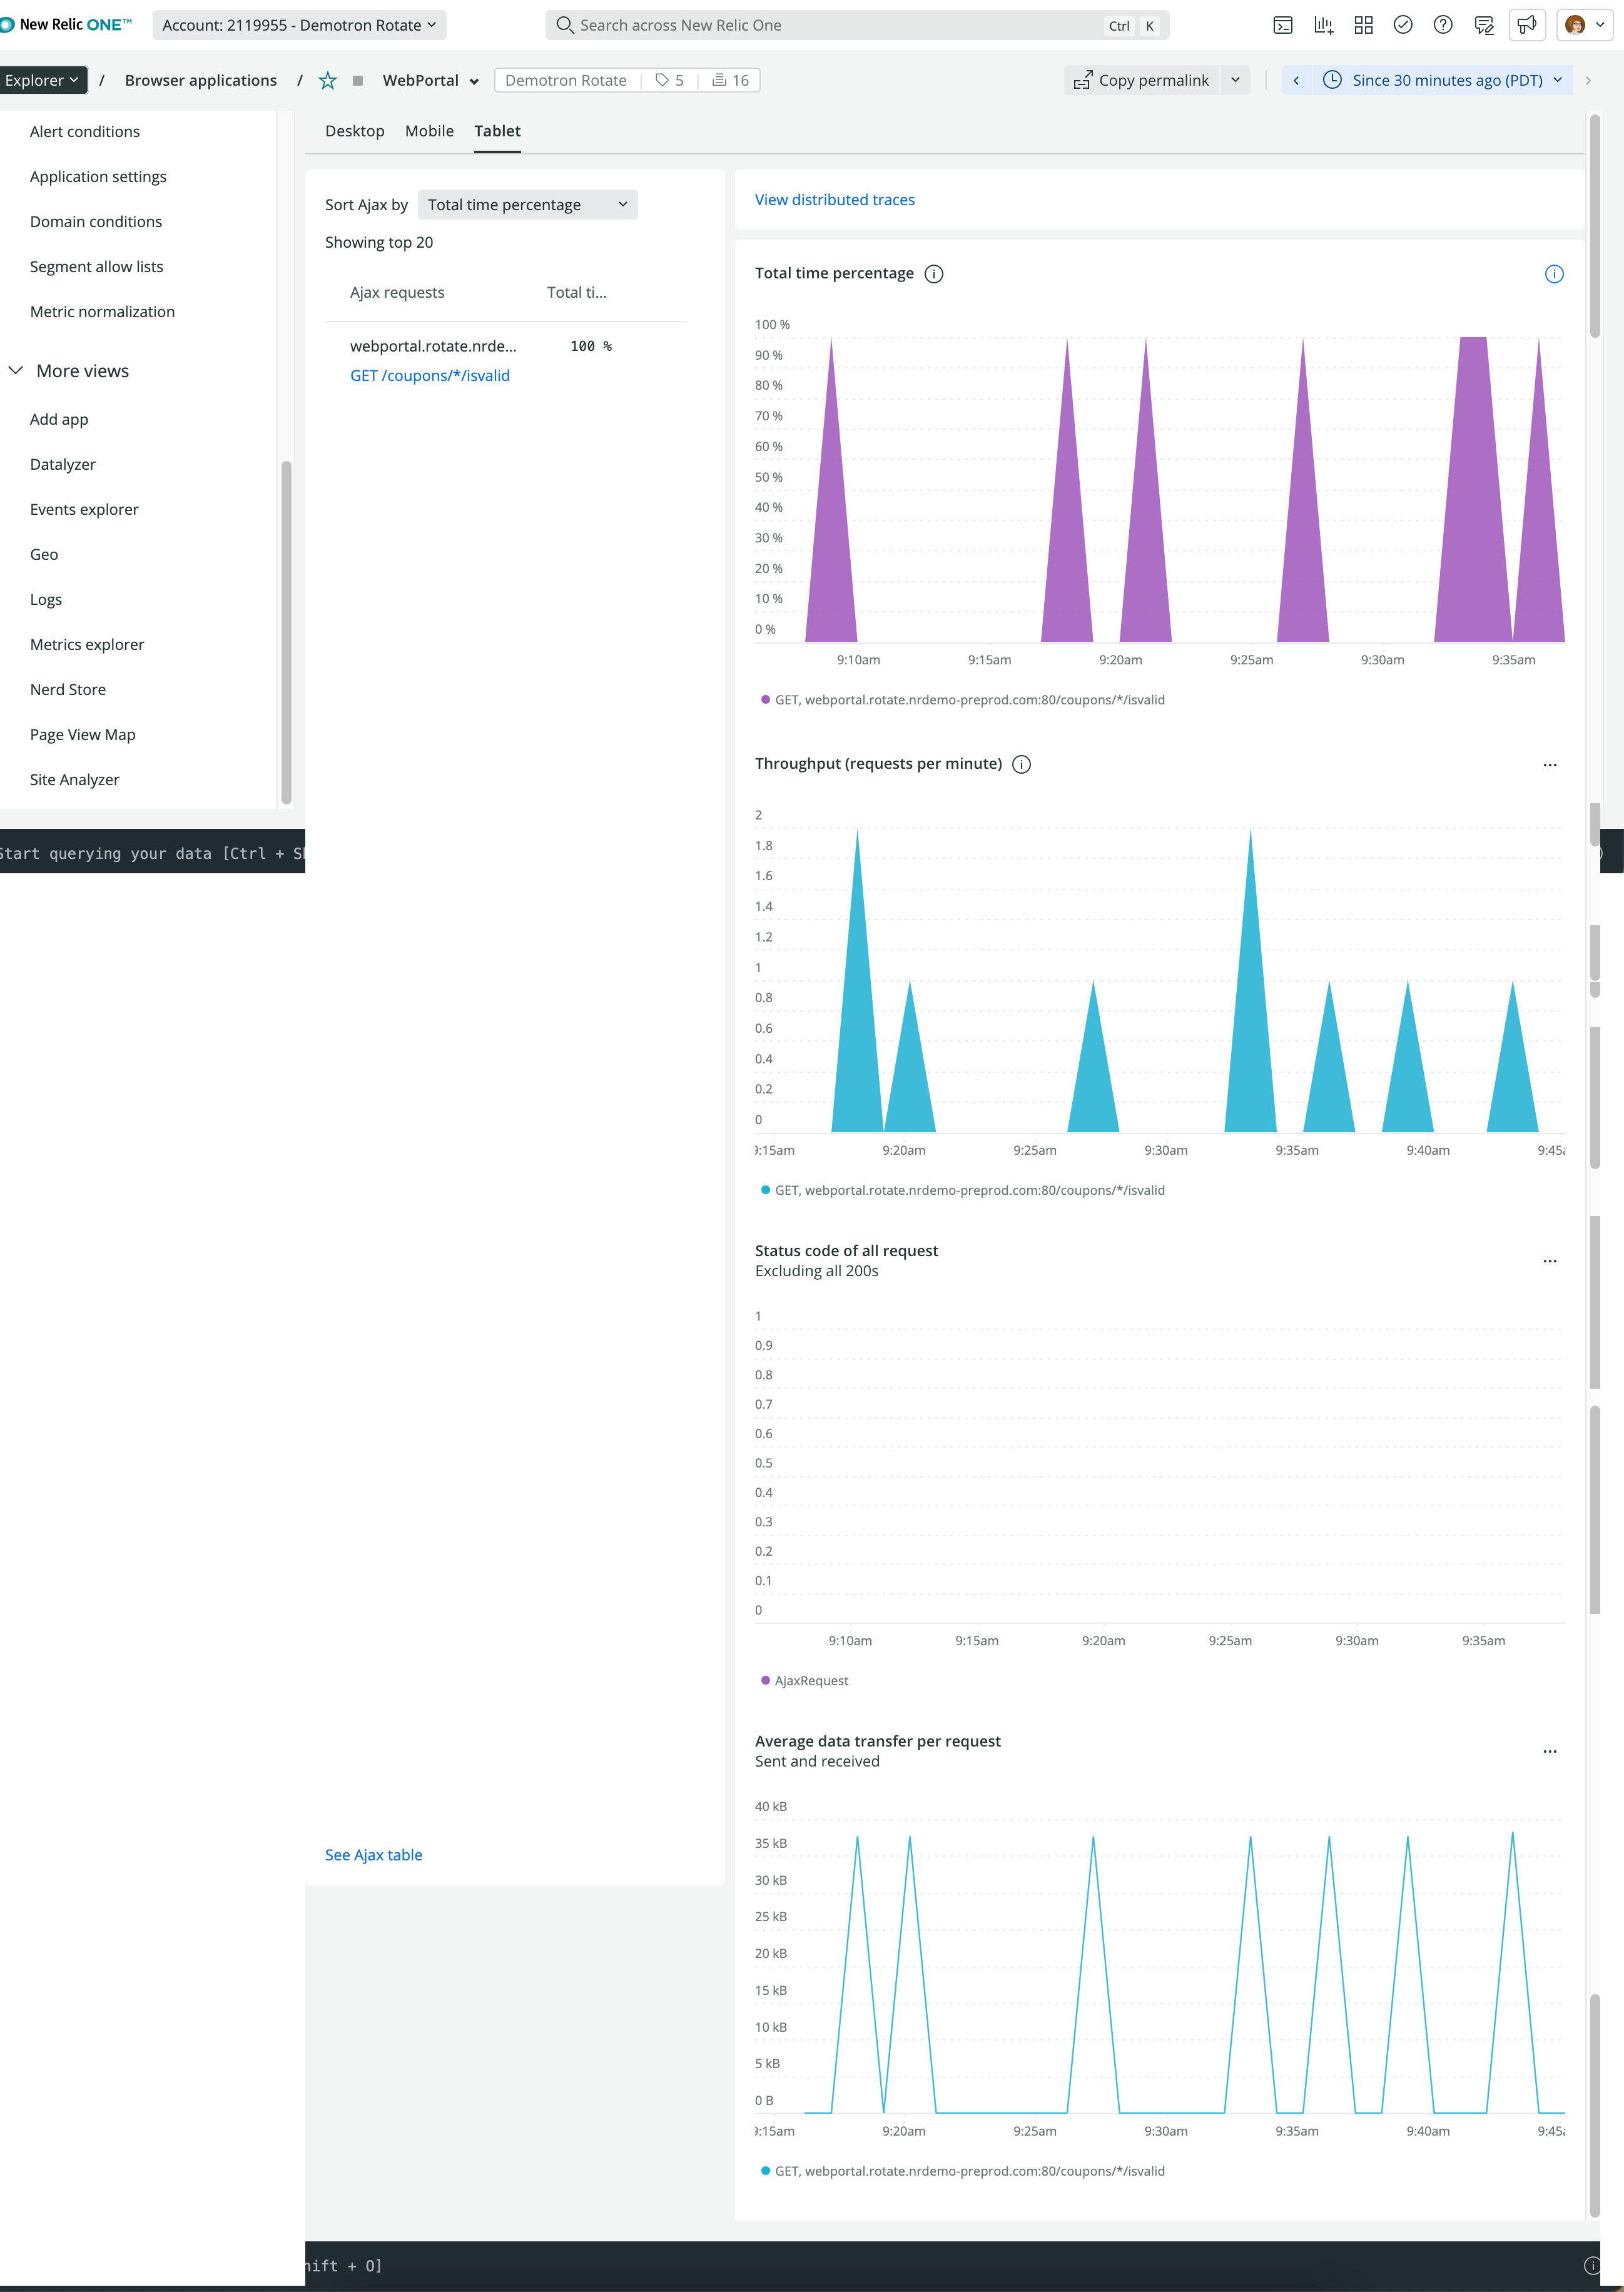 New Relic ONE™
Account: 2119955 - Demotron Rotate
Search across New Relic One
Ctrl K
Explorer / Browser applications / WebPortal
Demotron Rotate 5 16
Copy permalink
Since 30 minutes ago (PDT)
Alert conditions
Application settings
Domain conditions
Segment allow lists
Metric normalization
More views
Add app
Datalyzer
Events explorer
Geo
Logs
Metrics explorer
Nerd Store
Page View Map
Site Analyzer
Start querying your data [Ctrl + Sh
Desktop Mobile Tablet
Sort Ajax by Total time percentage
Showing top 20
Ajax requests Total ti...
webportal.rotate.nrde... 100 %
GET /coupons/*/isvalid
See Ajax table
View distributed traces
Total time percentage
100 %
90 %
80 %
70 %
60 %
50 %
40 %
30 %
20 %
10 %
0 %
9:10am 9:15am 9:20am 9:25am 9:30am 9:35am
GET, webportal.rotate.nrdemo-preprod.com:80/coupons/*/isvalid
Throughput (requests per minute)
...
2
1.8
1.6
1.4
1.2
1
0.8
0.6
0.4
0.2
0
9:15am 9:20am 9:25am 9:30am 9:35am 9:40am 9:45a
GET, webportal.rotate.nrdemo-preprod.com:80/coupons/*/isvalid
Status code of all request
Excluding all 200s
...
1
0.9
0.8
0.7
0.6
0.5
0.4
0.3
0.2
0.1
0
9:10am 9:15am 9:20am 9:25am 9:30am 9:35am
AjaxRequest
Average data transfer per request
Sent and received
...
40 kB
35 kB
30 kB
25 kB
20 kB
15 kB
10 kB
5 kB
0 B
9:15am 9:20am 9:25am 9:30am 9:35am 9:40am 9:45a
GET, webportal.rotate.nrdemo-preprod.com:80/coupons/*/isvalid
hift + O]